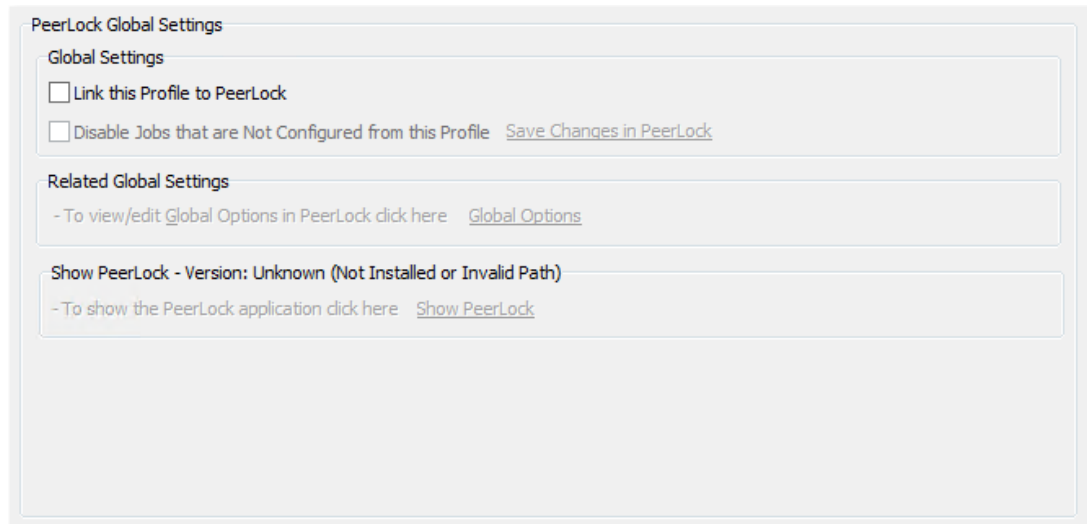 PeerLock Global Settings
Global Settings
Link this Profile to PeerLock
Disable Jobs that are Not Configured from this Profile Save Changes in PeerLock
Related Global Settings
- To view/edit Global Options in PeerLock click here Global Options
Show PeerLock - Version: Unknown (Not Installed or Invalid Path)
- To show the PeerLock application click here Show PeerLock